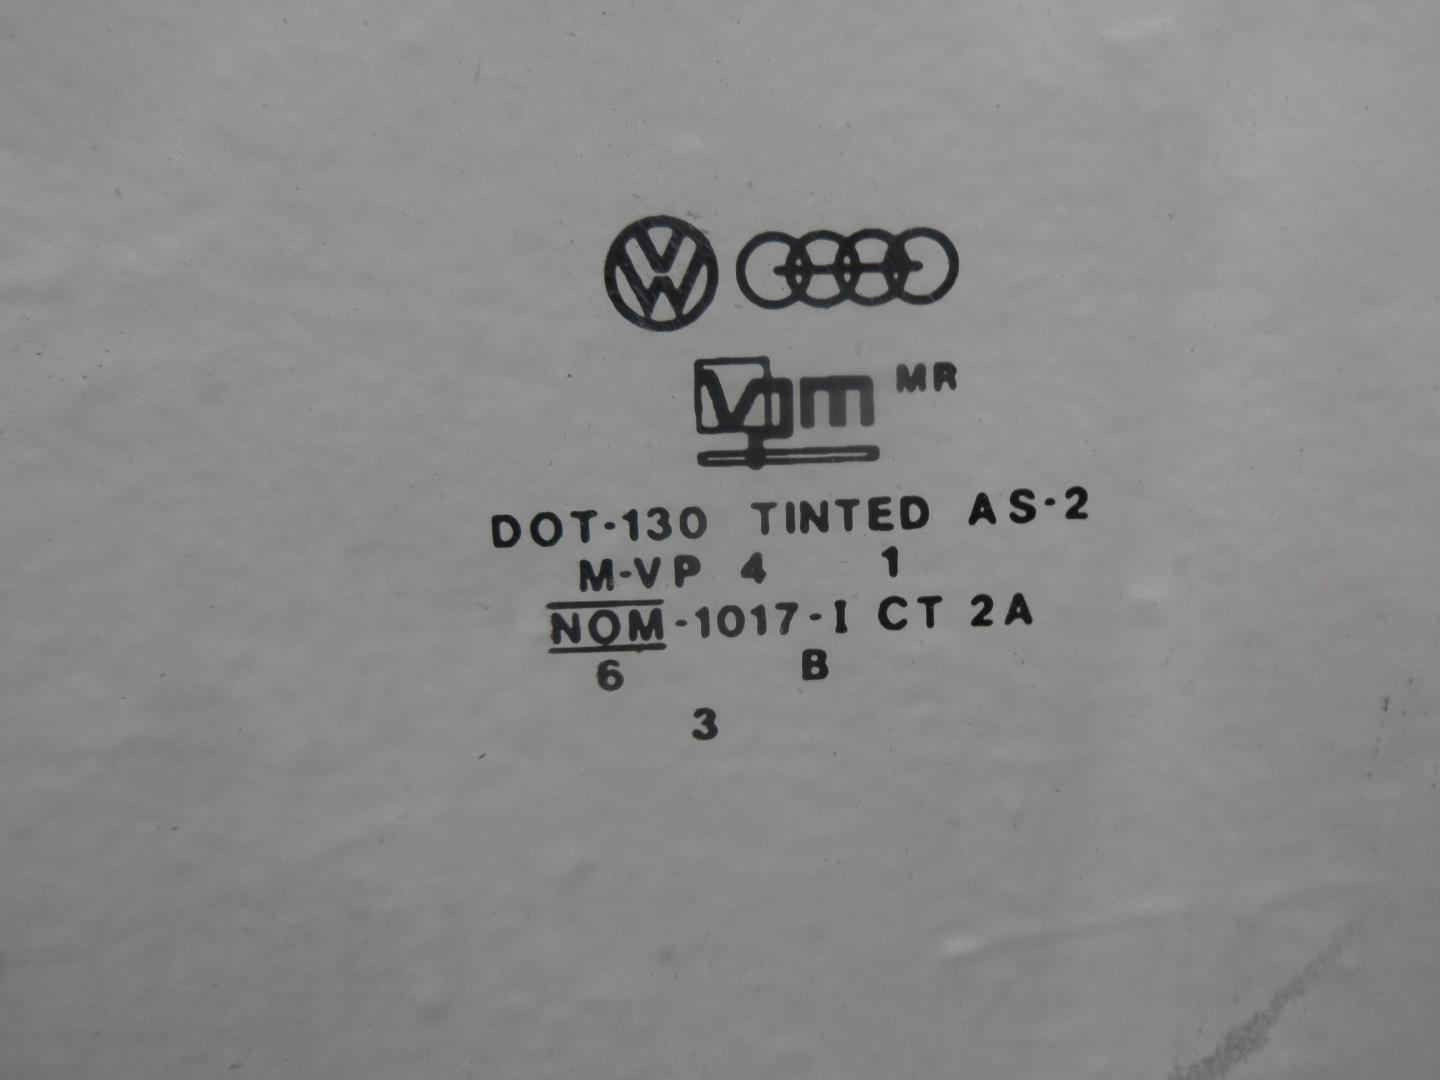 VW
Vpm MR
DOT-130 TINTED AS-2
M-VP 4 1
NOM-1017-I CT 2A
6 B
3